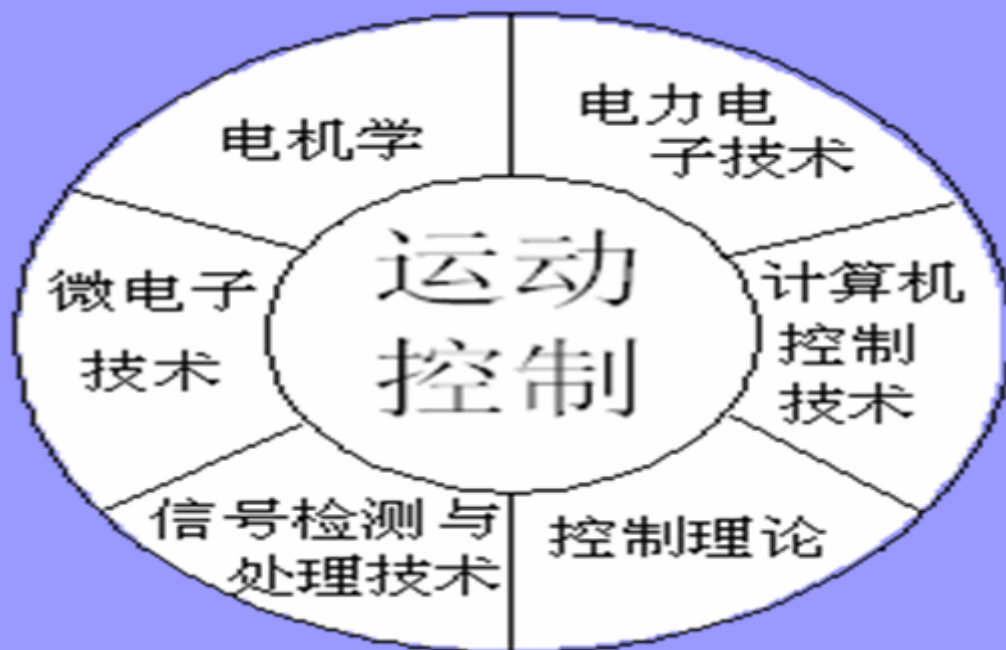 电机学
电力电
子技术
运动
控制
微电子
技术
计算机
控制
技术
信号检测与
处理技术
控制理论